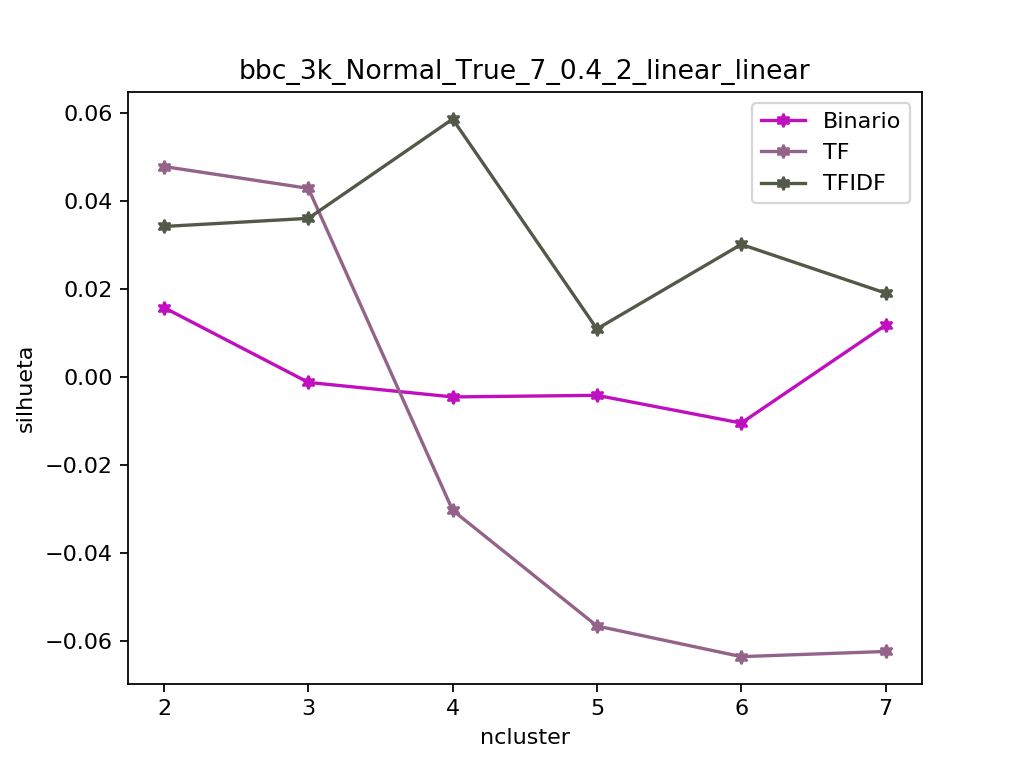 bbc_3k_Normal_True_7_0.4_2_linear_linear
Binario
TF
TFIDF
silhueta
0.06
0.04
0.02
0.00
−0.02
−0.04
−0.06
2 3 4 5 6 7
ncluster